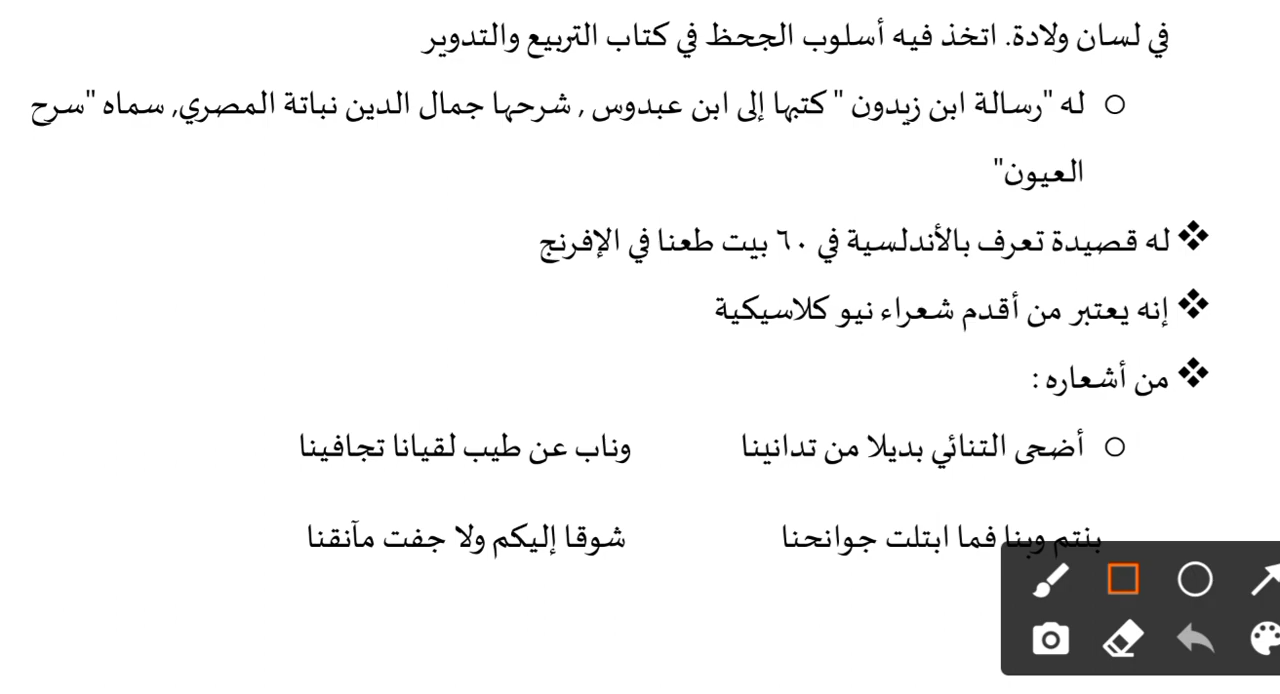 في لسان ولادة. اتخذ فيه أسلوب الجحظ في كتاب التربيع والتدوير
له "رسالة ابن زيدون " كتبها إلى ابن عبدوس , شرحها جمال الدين نباتة المصري, سماه "سرح
العيون"
له قصيدة تعرف بالأندلسية في ٦٠ بيت طعنا في الإفرنج
إنه يعتبر من أقدم شعراء نيو كلاسيكية
من أشعاره :
أضحى التنائي بديلا من تدانينا وناب عن طيب لقيانا تجافينا
بنتم وبنا فما ابتلت جوانحنا شوقا إليكم ولا جفت مآنقنا